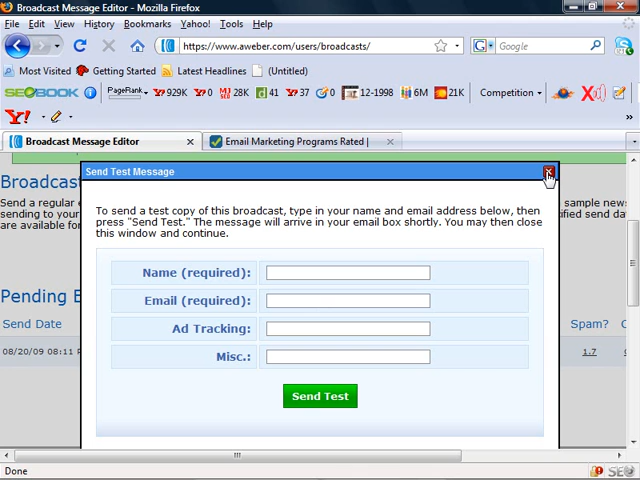 Broadcast Message Editor - Mozilla Firefox
File Edit View History Bookmarks Yahoo! Tools Help
https://www.aweber.com/users/broadcasts/
Google
Most Visited Getting Started Latest Headlines (Untitled)
SEOBOOK PageRank 929K 0 28K 41 37 0 12-1998 6M 21K Competition
Y!
Broadcast Message Editor
Email Marketing Programs Rated |
Broadcas
Send Test Message
Send a regular e
sample news
sending to your
ified send da
are available fo
To send a test copy of this broadcast, type in your name and email address below, then
press "Send Test." The message will arrive in your email box shortly. You may then close
this window and continue.
Name (required):
Email (required):
Ad Tracking:
Misc.:
Send Test
Pending B
Send Date
Spam?
08/20/09 08:11
1.7
Done
SEO